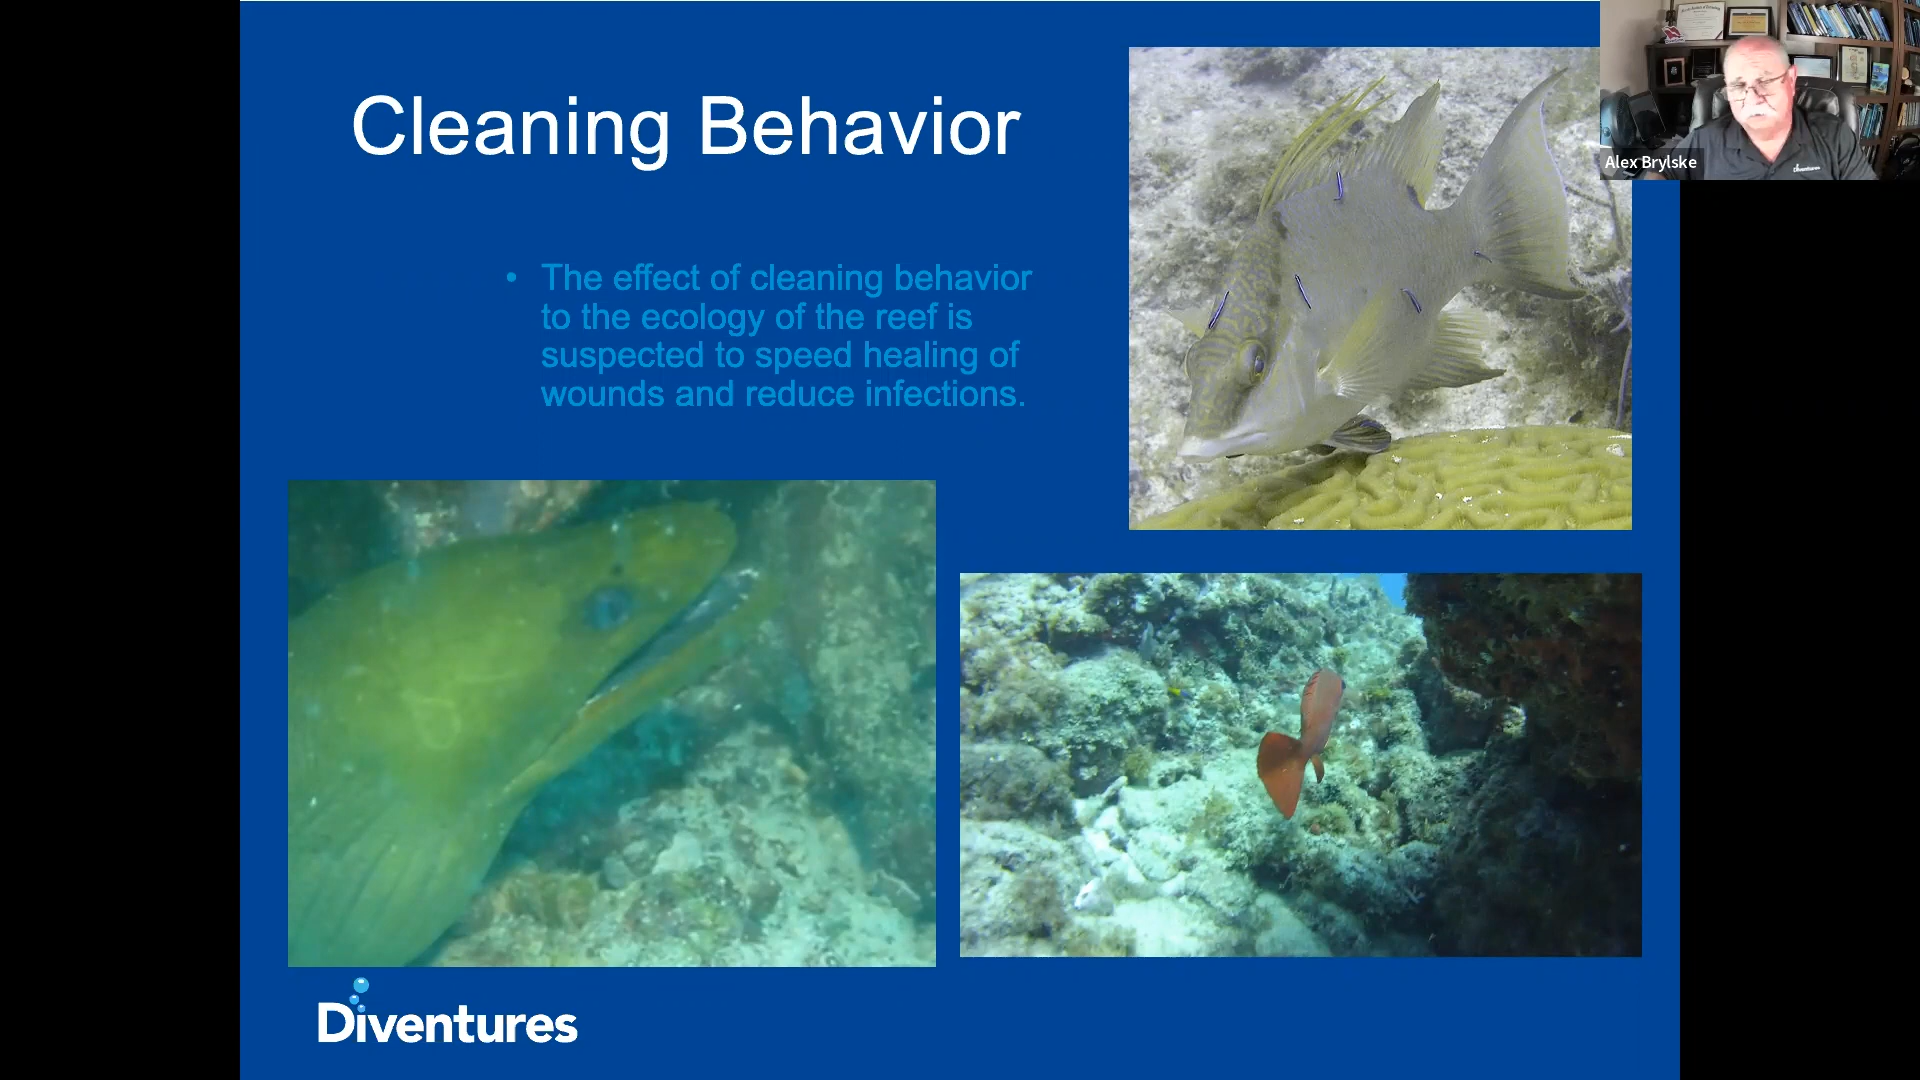 Cleaning Behavior
Alex Brylske
• The effect of cleaning behavior
to the ecology of the reef is
suspected to speed healing of
wounds and reduce infections.
Diventures